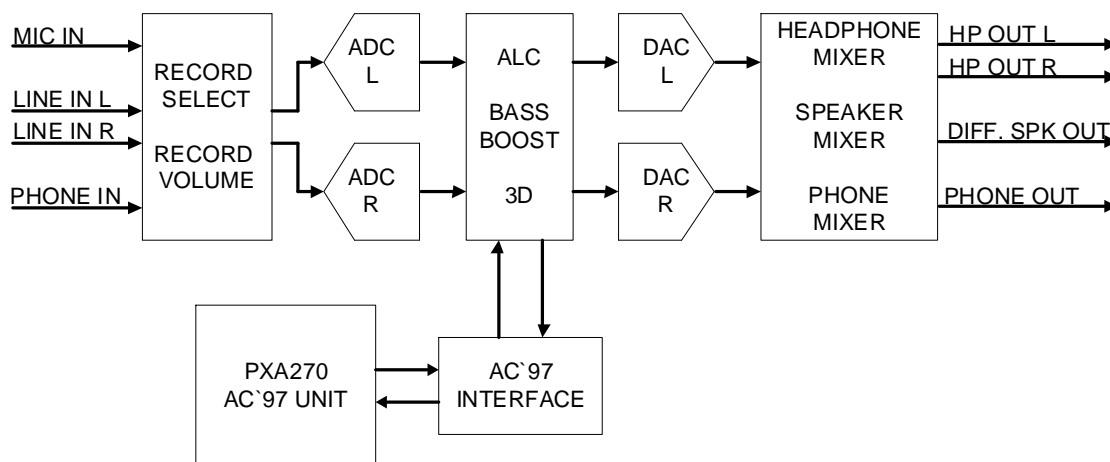 MIC IN
LINE IN L
LINE IN R
PHONE IN
RECORD
SELECT
RECORD
VOLUME
ADC
L
ADC
R
ALC
BASS
BOOST
3D
DAC
L
DAC
R
HEADPHONE
MIXER
SPEAKER
MIXER
PHONE
MIXER
HP OUT L
HP OUT R
DIFF. SPK OUT
PHONE OUT
PXA270
AC`97 UNIT
AC`97
INTERFACE